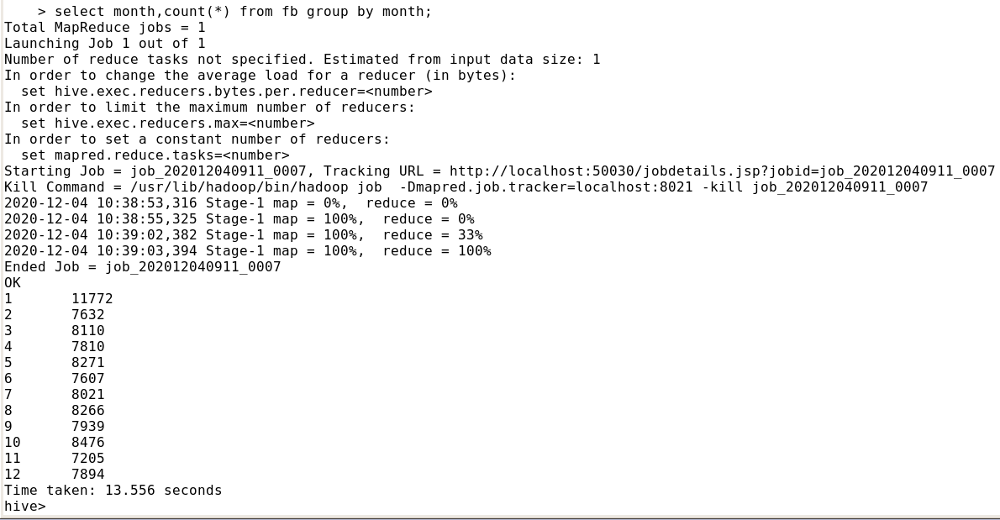 > select month,count(*) from fb group by month;
Total MapReduce jobs = 1
Launching Job 1 out of 1
Number of reduce tasks not specified. Estimated from input data size: 1
In order to change the average load for a reducer (in bytes):
  set hive.exec.reducers.bytes.per.reducer=<number>
In order to limit the maximum number of reducers:
  set hive.exec.reducers.max=<number>
In order to set a constant number of reducers:
  set mapred.reduce.tasks=<number>
Starting Job = job_202012040911_0007, Tracking URL = http://localhost:50030/jobdetails.jsp?jobid=job_202012040911_0007
Kill Command = /usr/lib/hadoop/bin/hadoop job  -Dmapred.job.tracker=localhost:8021 -kill job_202012040911_0007
2020-12-04 10:38:53,316 Stage-1 map = 0%,  reduce = 0%
2020-12-04 10:38:55,325 Stage-1 map = 100%,  reduce = 0%
2020-12-04 10:39:02,382 Stage-1 map = 100%,  reduce = 33%
2020-12-04 10:39:03,394 Stage-1 map = 100%,  reduce = 100%
Ended Job = job_202012040911_0007
OK
1       11772
2       7632
3       8110
4       7810
5       8271
6       7607
7       8021
8       8266
9       7939
10      8476
11      7205
12      7894
Time taken: 13.556 seconds
hive>